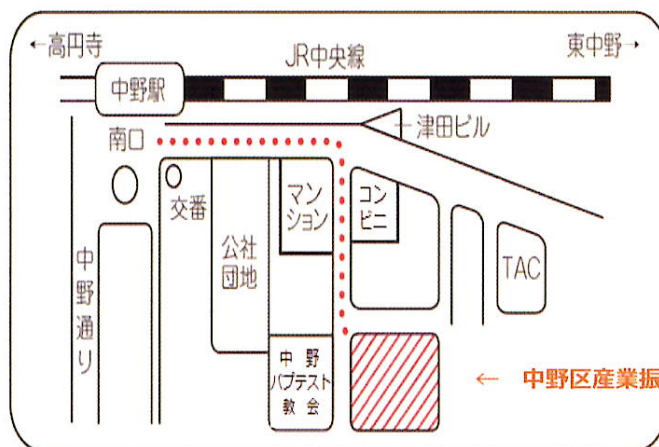 ←高円寺
JR中央線
東中野→
中野駅
南口
津田ビル
交番
マン
ション
コン
ビニ
公社
団地
TAC
中野通り
中野
バプテスト
教会
← 中野区産業振